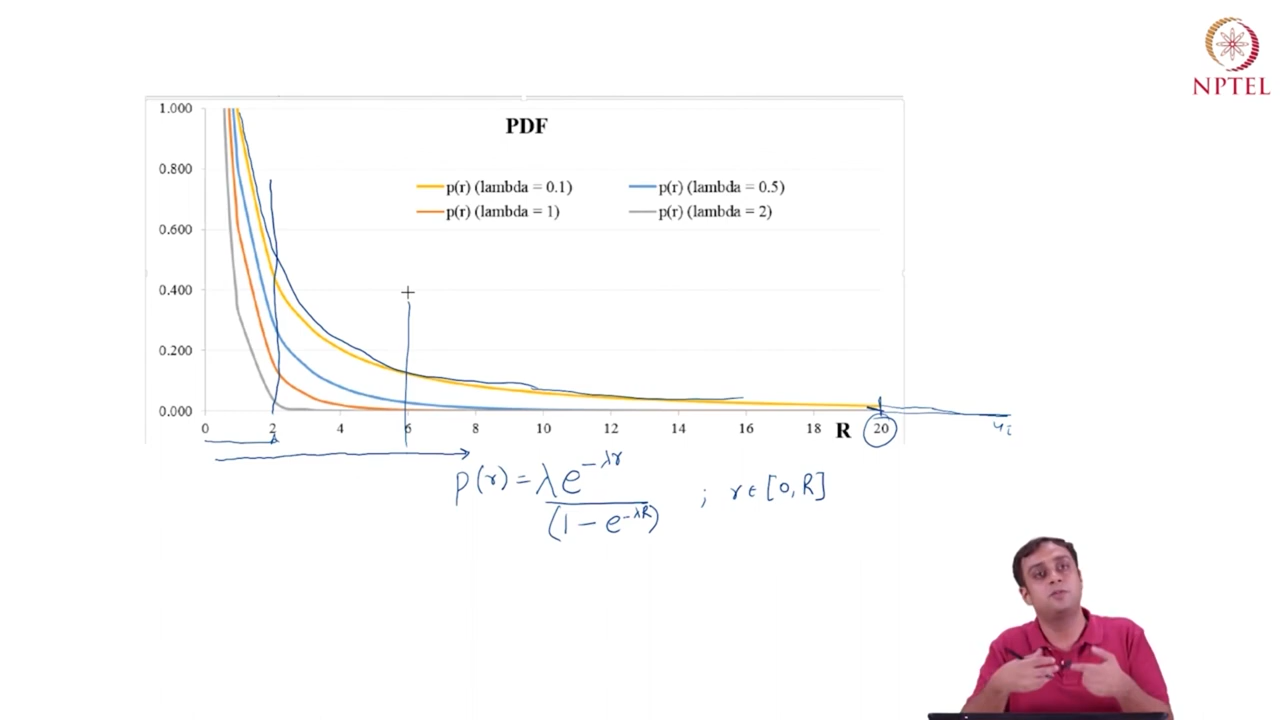 NPTEL
PDF
1.000
0.800
0.600
0.400
0.200
0.000
p(r) (lambda = 0.1)
p(r) (lambda = 0.5)
p(r) (lambda = 1)
p(r) (lambda = 2)
0 2 4 6 8 10 12 14 16 18 R 20
0
p(r) = λe^-λr / (1 - e^-λR) ; r ∈ [0, R]